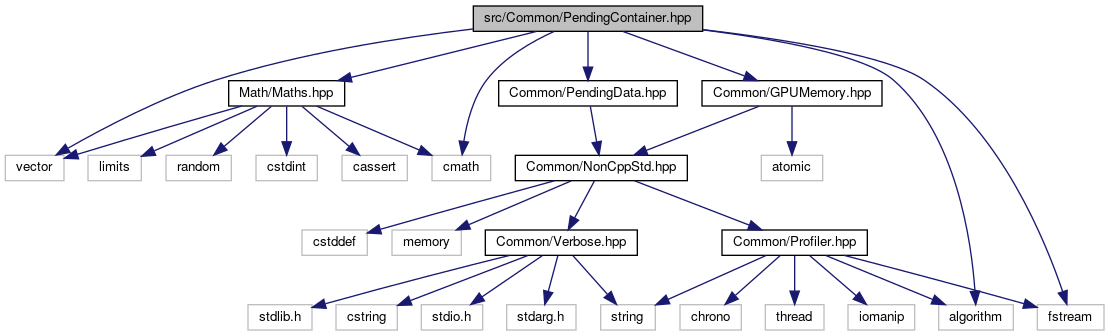 src/Common/PendingContainer.hpp
Math/Maths.hpp
Common/PendingData.hpp
Common/GPUMemory.hpp
vector
limits
random
cstdint
cassert
cmath
Common/NonCppStd.hpp
atomic
cstddef
memory
Common/Verbose.hpp
Common/Profiler.hpp
stdlib.h
cstring
stdio.h
stdarg.h
string
chrono
thread
iomanip
algorithm
fstream